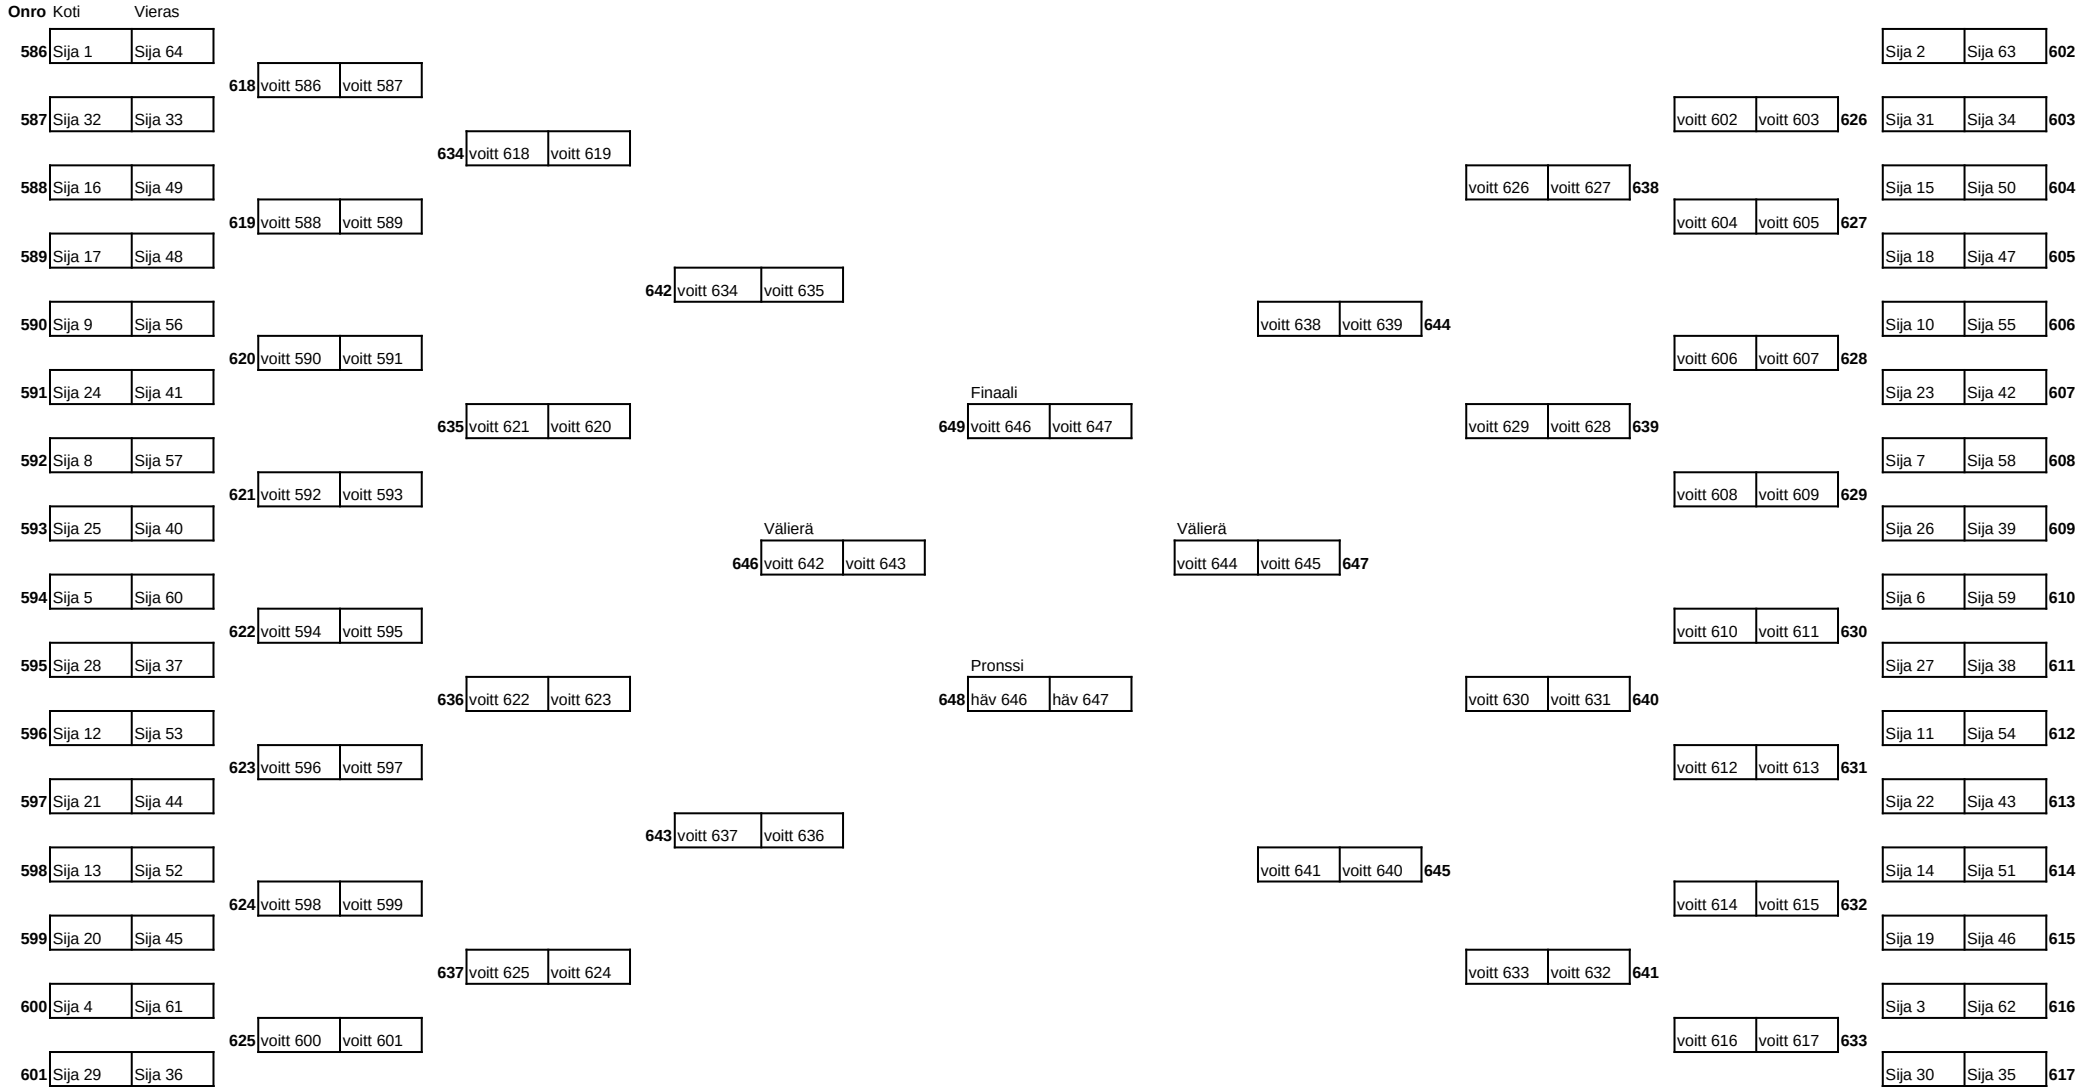 Onro Koti Vieras
586 Sija 1 Sija 64 Sija 2 Sija 63 602
618 voitt 586 voitt 587
587 Sija 32 Sija 33 voitt 602 voitt 603 626 Sija 31 Sija 34 603
634 voitt 618 voitt 619
588 Sija 16 Sija 49 voitt 626 voitt 627 638 Sija 15 Sija 50 604
619 voitt 588 voitt 589 voitt 604 voitt 605 627
589 Sija 17 Sija 48 Sija 18 Sija 47 605
642 voitt 634 voitt 635
590 Sija 9 Sija 56 voitt 638 voitt 639 644 Sija 10 Sija 55 606
620 voitt 590 voitt 591 voitt 606 voitt 607 628
591 Sija 24 Sija 41 Finaali Sija 23 Sija 42 607
635 voitt 621 voitt 620 649 voitt 646 voitt 647 voitt 629 voitt 628 639
592 Sija 8 Sija 57 Sija 7 Sija 58 608
621 voitt 592 voitt 593 voitt 608 voitt 609 629
593 Sija 25 Sija 40 Välierä Välierä Sija 26 Sija 39 609
646 voitt 642 voitt 643 voitt 644 voitt 645 647
594 Sija 5 Sija 60 Sija 6 Sija 59 610
622 voitt 594 voitt 595 voitt 610 voitt 611 630
595 Sija 28 Sija 37 Pronssi Sija 27 Sija 38 611
636 voitt 622 voitt 623 648 häv 646 häv 647 voitt 630 voitt 631 640
596 Sija 12 Sija 53 Sija 11 Sija 54 612
623 voitt 596 voitt 597 voitt 612 voitt 613 631
597 Sija 21 Sija 44 Sija 22 Sija 43 613
643 voitt 637 voitt 636
598 Sija 13 Sija 52 voitt 641 voitt 640 645 Sija 14 Sija 51 614
624 voitt 598 voitt 599 voitt 614 voitt 615 632
599 Sija 20 Sija 45 Sija 19 Sija 46 615
637 voitt 625 voitt 624 voitt 633 voitt 632 641
600 Sija 4 Sija 61 Sija 3 Sija 62 616
625 voitt 600 voitt 601 voitt 616 voitt 617 633
601 Sija 29 Sija 36 Sija 30 Sija 35 617